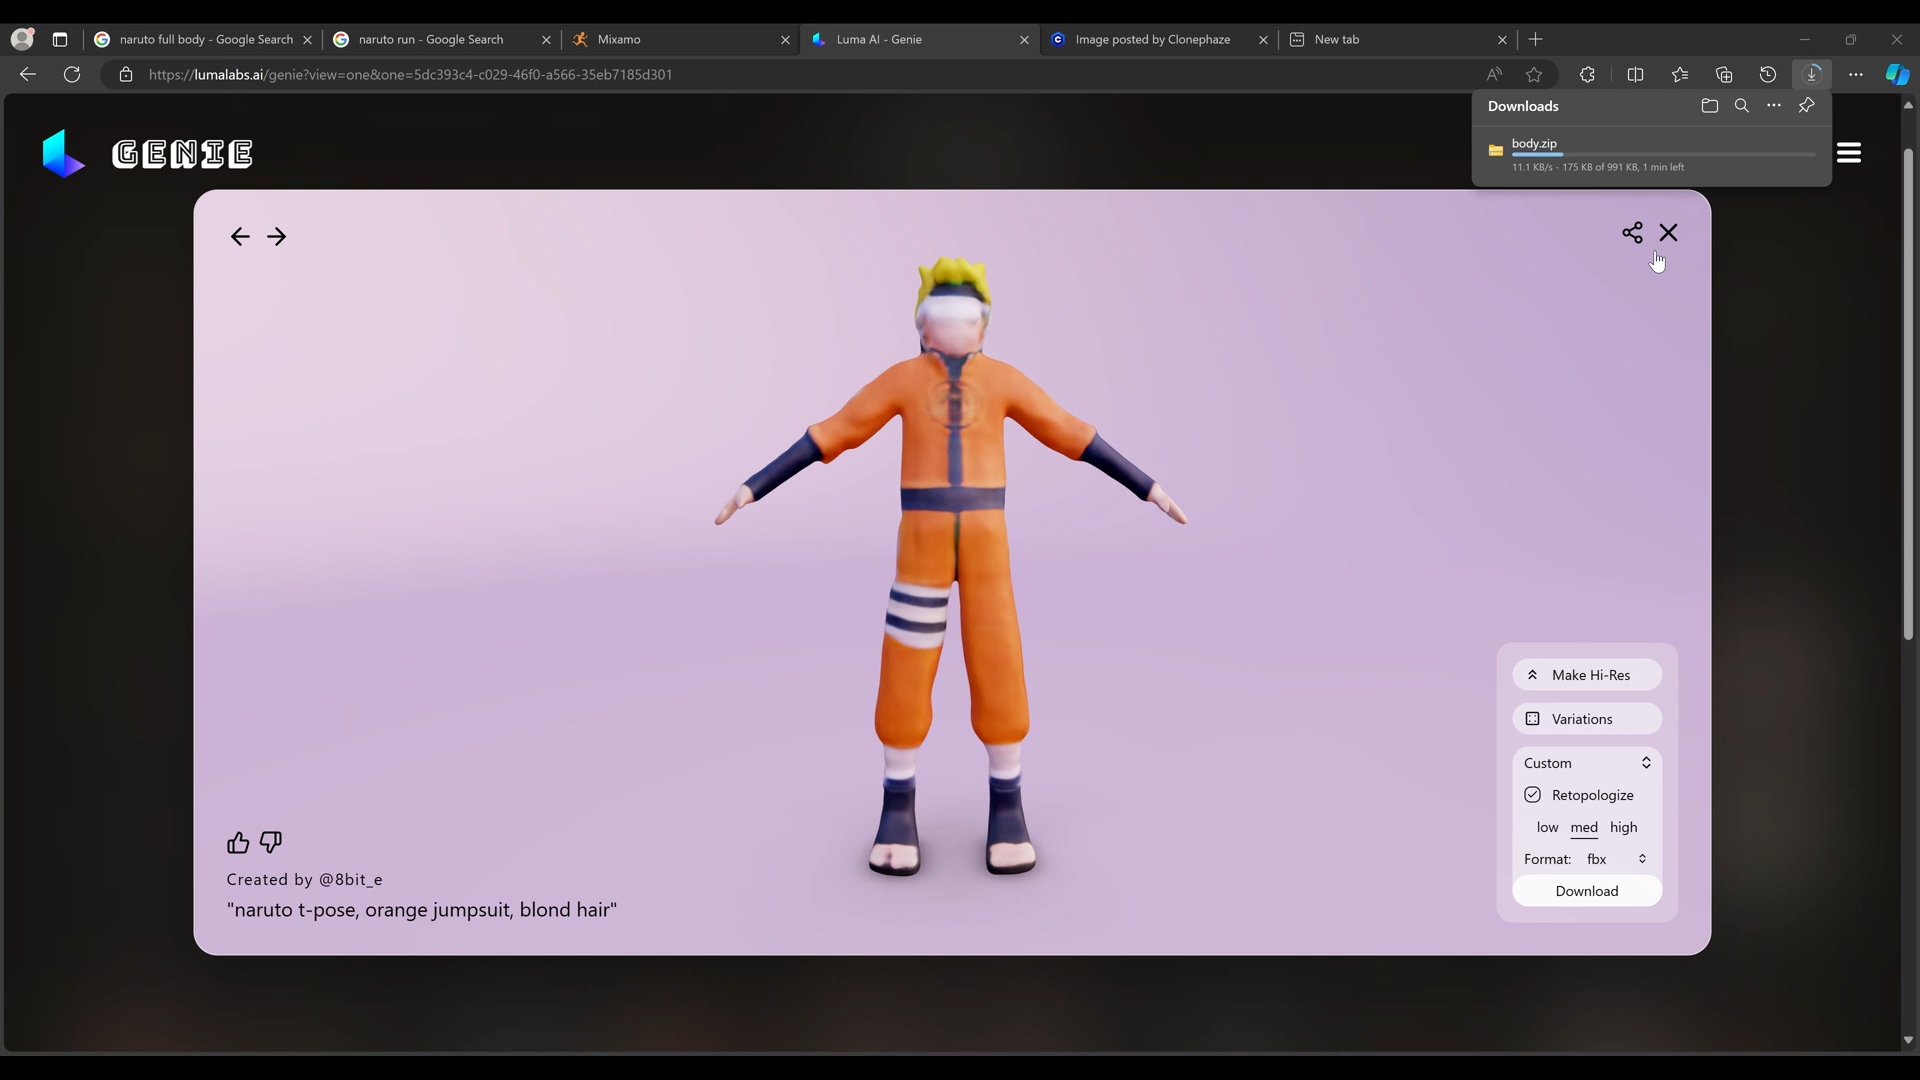 naruto full body - Google Search
naruto run - Google Search
Mixamo
Luma AI - Genie
Image posted by Clonephaze
New tab
https://lumalabs.ai/genie?view=one&one=5dc393c4-c029-46f0-a566-35eb7185d301
Downloads
body.zip
11.1 KB/s - 175 KB of 991 KB, 1 min left
GENIE
Make Hi-Res
Variations
Custom
Retopologize
low med high
Format: fbx
Download
Created by @8bit_e
"naruto t-pose, orange jumpsuit, blond hair"